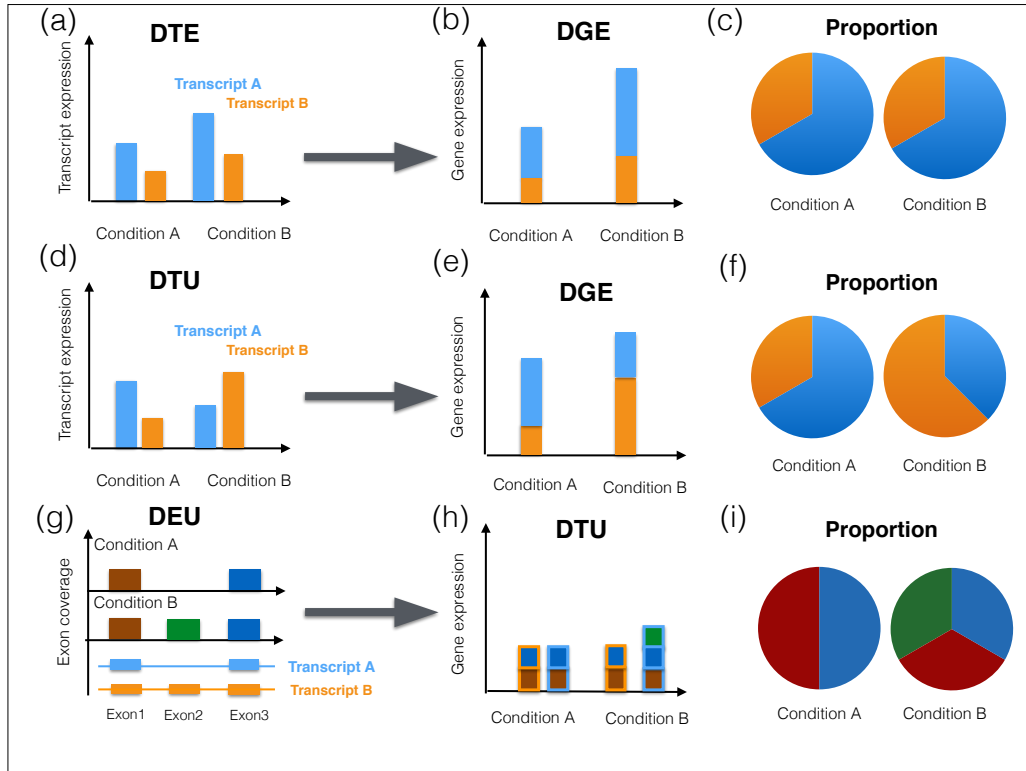 (a)
DTE
Transcript expression
Transcript A
Transcript B
Condition A
Condition B
(b)
DGE
Gene expression
Condition A
Condition B
(c)
Proportion
Condition A
Condition B
(d)
DTU
Transcript expression
Transcript A
Transcript B
Condition A
Condition B
(e)
DGE
Gene expression
Condition A
Condition B
(f)
Proportion
Condition A
Condition B
(g)
DEU
Exon coverage
Condition A
Condition B
Transcript A
Transcript B
Exon1
Exon2
Exon3
(h)
DTU
Gene expression
Condition A
Condition B
(i)
Proportion
Condition A
Condition B